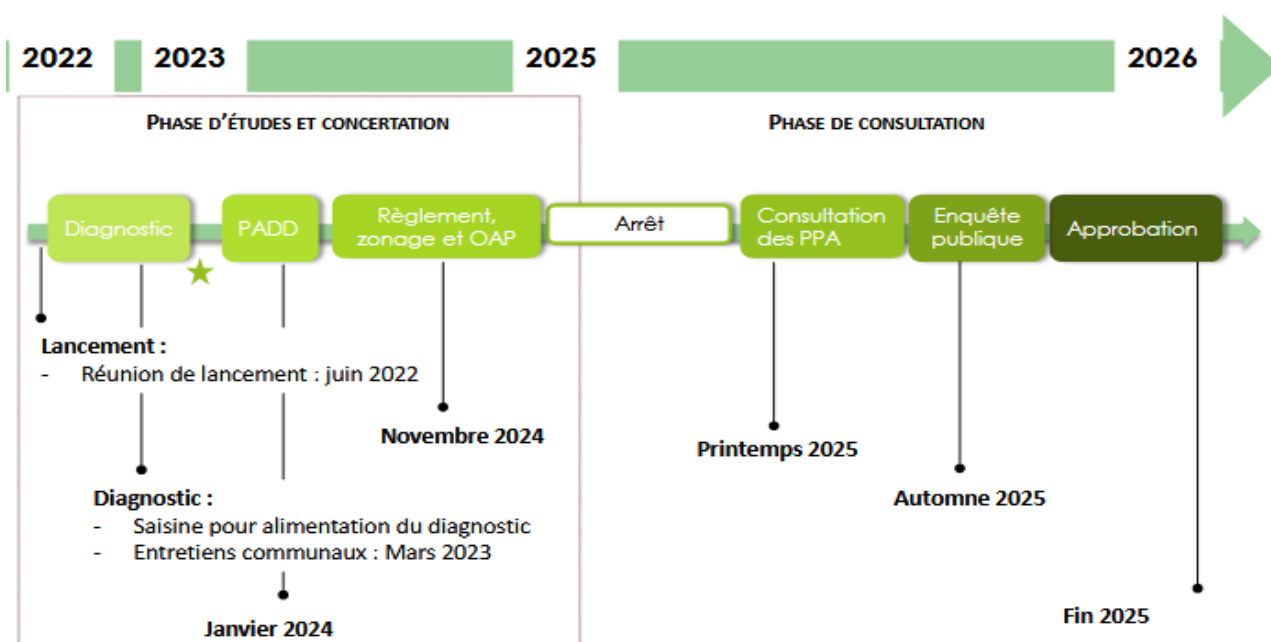 2022 2023 2025 2026
PHASE D'ÉTUDES ET CONCERTATION
PHASE DE CONSULTATION
Diagnostic
PADD
Règlement,
zonage et OAP
Arrêt
Consultation
des PPA
Enquête
publique
Approbation
Lancement :
- Réunion de lancement : juin 2022
Novembre 2024
Printemps 2025
Diagnostic :
- Saisine pour alimentation du diagnostic
- Entretiens communaux : Mars 2023
Automne 2025
Janvier 2024
Fin 2025